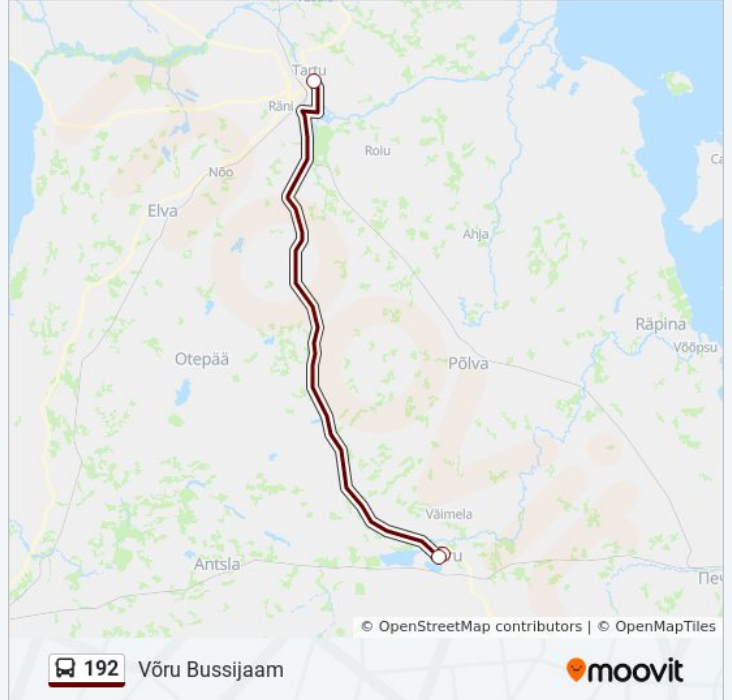 Tartu
Räni
Roiu
Nõo
Elva
Ahja
Räpina
Võõpsu
Otepää
Põlva
Väimela
ru
Antsla
© OpenStreetMap contributors | © OpenMapTiles
192 Võru Bussijaam
moovit